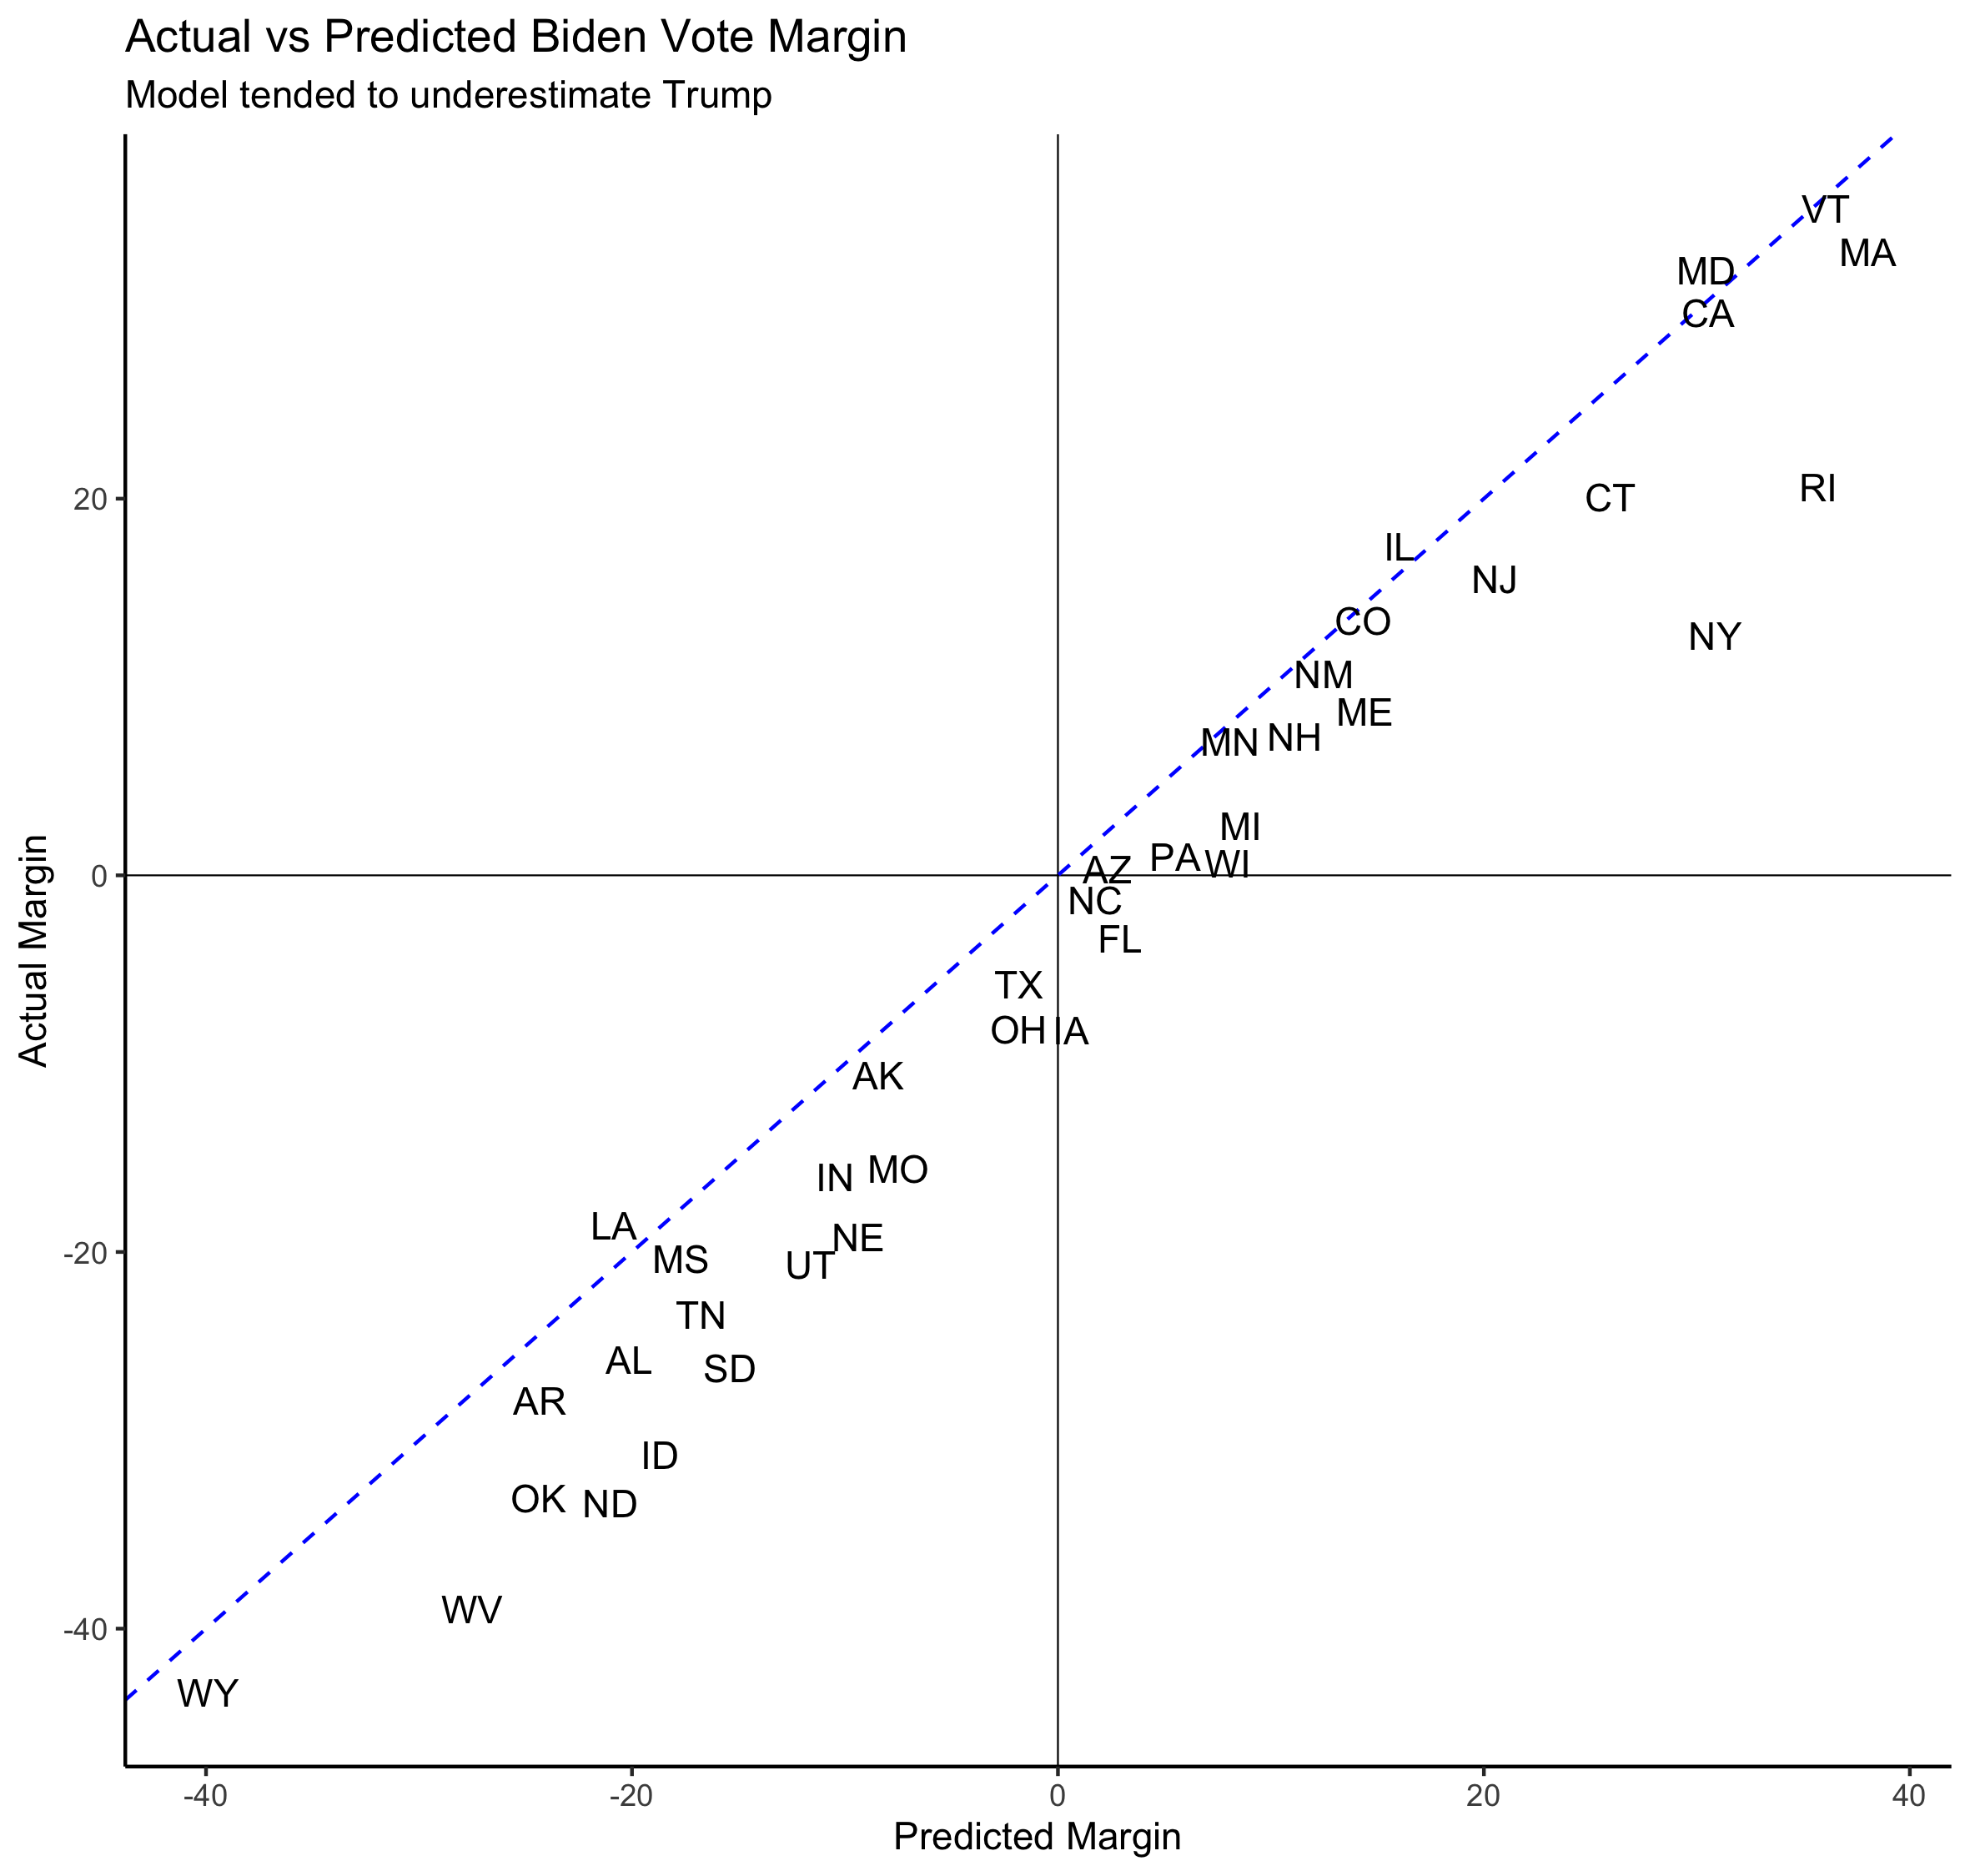 Actual vs Predicted Biden Vote Margin
Model tended to underestimate Trump
VT
MA
MD
CA
20
CT
RI
IL
NJ
CO
NY
NM
ME
MN
NH
MI
PA
WI
AZ
0
NC
FL
Actual Margin
TX
OH
IA
AK
IN
MO
LA
NE
-20
MS
UT
TN
AL
SD
AR
ID
OK
ND
WV
-40
WY
-40
-20
0
20
40
Predicted Margin